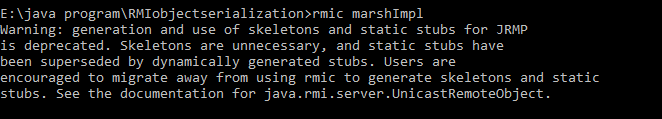 E:\java program\RMIobjectserialization>rmic marshImpl
Warning: generation and use of skeletons and static stubs for JRMP
is deprecated. Skeletons are unnecessary, and static stubs have
been superseded by dynamically generated stubs. Users are
encouraged to migrate away from using rmic to generate skeletons and static
stubs. See the documentation for java.rmi.server.UnicastRemoteObject.